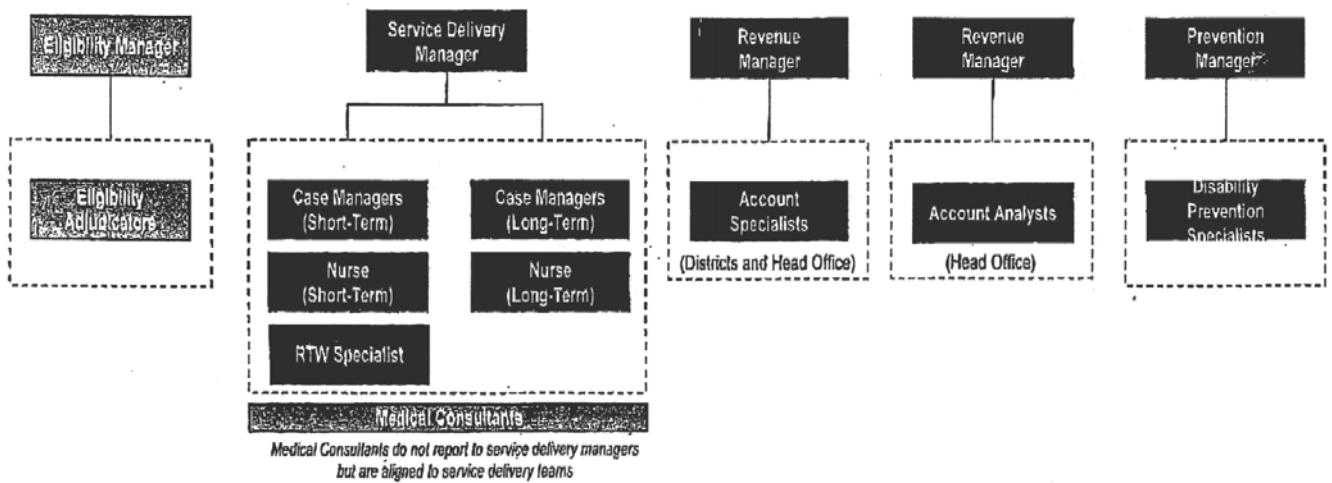 Eligibility Manager
Service Delivery
Manager
Revenue
Manager
Revenue
Manager
Prevention
Manager
Eligibility
Adjudicators
Case Managers
(Short-Term)
Case Managers
(Long-Term)
Nurse
(Short-Term)
Nurse
(Long-Term)
RTW Specialist
Medical Consultants
Medical Consultants do not report to service delivery managers
but are aligned to service delivery teams
Account
Specialists
(Districts and Head Office)
Account Analysts
(Head Office)
Disability
Prevention
Specialists